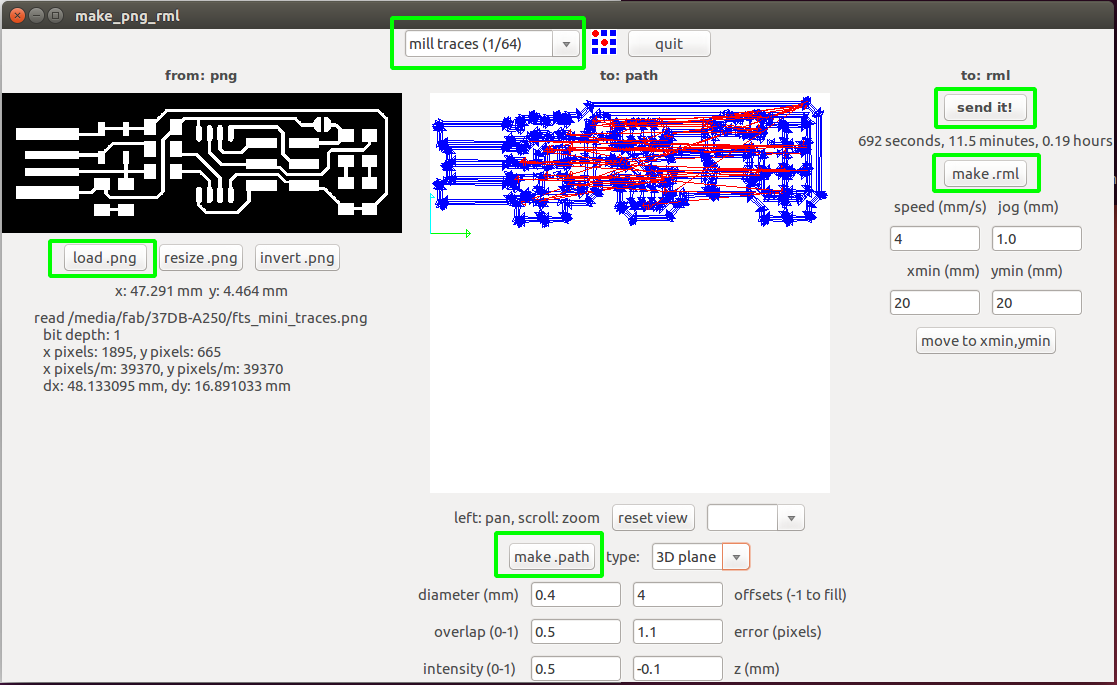 make_png_rml
mill traces (1/64)
quit
from: png
to: path
to: rml
send it!
692 seconds, 11.5 minutes, 0.19 hours
make .rml
speed (mm/s) jog (mm)
4 1.0
xmin (mm) ymin (mm)
20 20
move to xmin,ymin
load .png
resize .png
invert .png
x: 47.291 mm y: 4.464 mm
read /media/fab/37DB-A250/fts_mini_traces.png
bit depth: 1
x pixels: 1895, y pixels: 665
x pixels/m: 39370, y pixels/m: 39370
dx: 48.133095 mm, dy: 16.891033 mm
left: pan, scroll: zoom
reset view
make .path
type:
3D plane
diameter (mm) 0.4 4 offsets (-1 to fill)
overlap (0-1) 0.5 1.1 error (pixels)
intensity (0-1) 0.5 -0.1 z (mm)